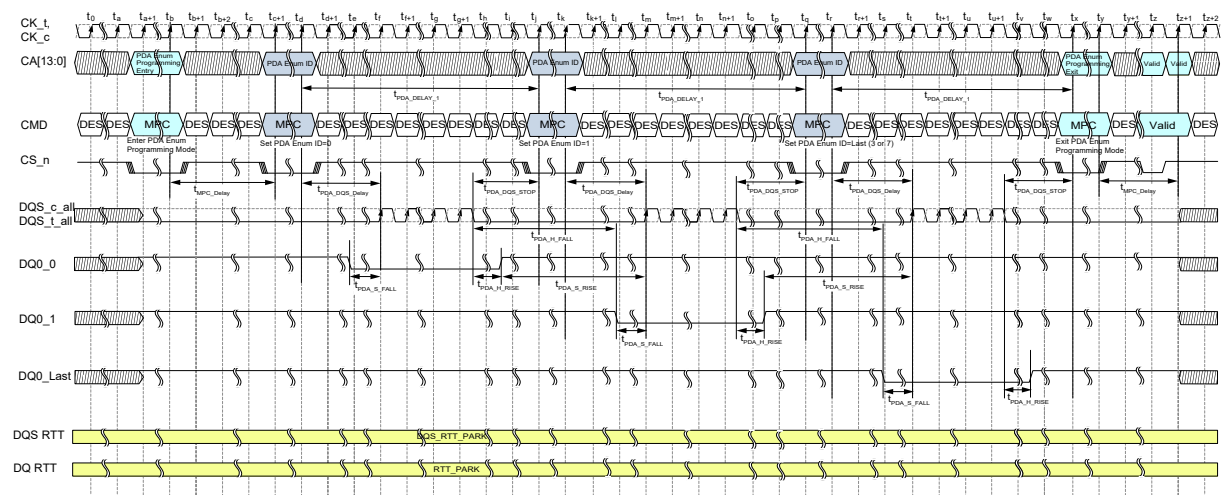 CK_t,
CK_c
t0 ta ta+1 tb tb+1 tb+2 tc tc+1 td td+1 te tf tf+1 tg tg+1 th ti tj tk tk+1 tl tm tm+1 tn tn+1 to tp tq tr tr+1 ts tt tt+1 tu tu+1 tv tw tx ty ty+1 tz tz+1 tz+2
CA[13:0]
PDA Enum Programming Entry
PDA Enum ID
PDA Enum ID
PDA Enum ID
PDA Enum Programming Exit
Valid
Valid
tPDA_DELAY_1
tPDA_DELAY_1
tPDA_DELAY_1
CMD
DES DES MPC DES DES DES MPC DES DES DES DES DES DES DES DES MPC DES DES DES DES DES DES DES DES MPC DES DES DES DES DES DES DES DES MPC DES Valid DES
Enter PDA Enum Programming Mode
Set PDA Enum ID=0
Set PDA Enum ID=1
Set PDA Enum ID=Last (3 or 7)
Exit PDA Enum Programming Mode
CS_n
tMPC_Delay
tPDA_DQS_Delay
tPDA_DQS_STOP
tPDA_DQS_Delay
tPDA_DQS_STOP
tPDA_DQS_Delay
tPDA_DQS_STOP
tMPC_Delay
DQS_c_all
DQS_t_all
tPDA_H_FALL
tPDA_H_FALL
DQ0_0
tPDA_S_FALL
tPDA_H_RISE
tPDA_S_RISE
tPDA_S_RISE
DQ0_1
tPDA_S_FALL
tPDA_H_RISE
DQ0_Last
tPDA_S_FALL
tPDA_H_RISE
DQS RTT
DQS_RTT_PARK
DQ RTT
RTT_PARK